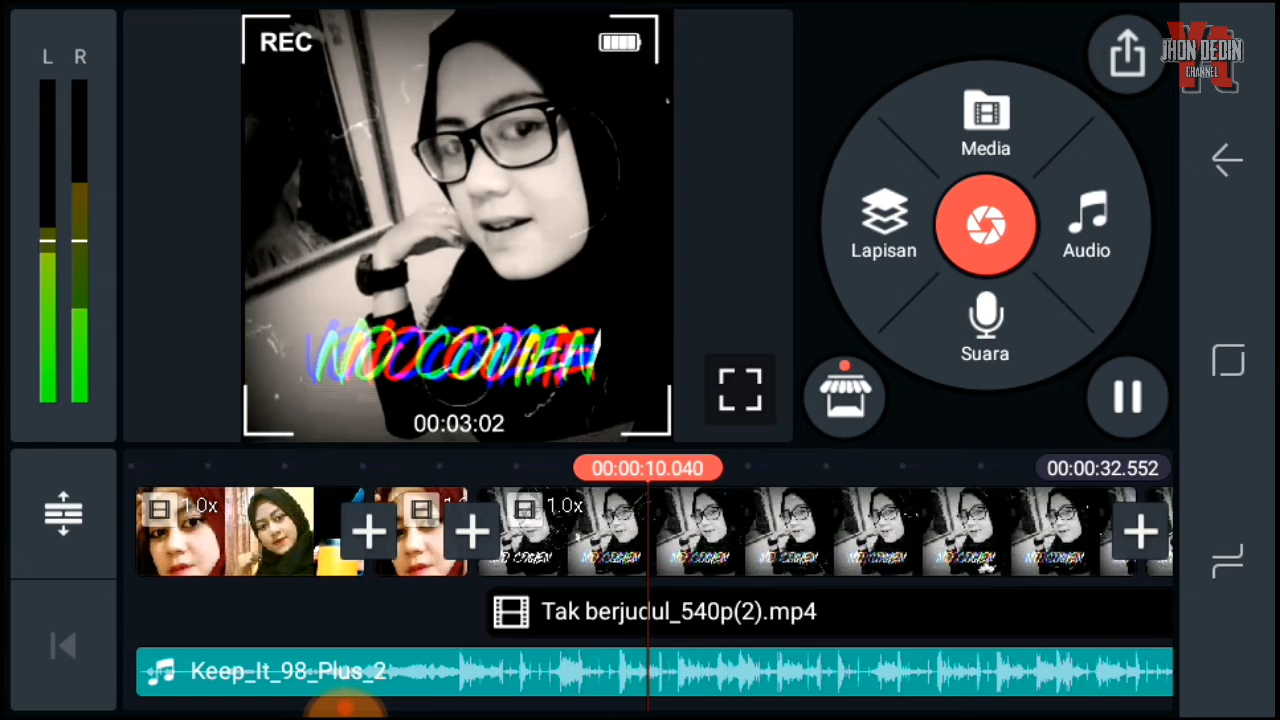 L R
REC
NOCOMEN
00:03:02
JHON DEDIN
CHANNEL
Media
Lapisan
Audio
Suara
00:00:10.040
00:00:32.552
1.0x
1.0x
Tak berjudul_540p(2).mp4
Keep_It_98_Plus_2